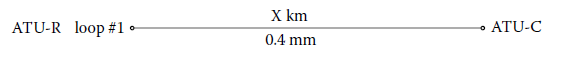 X km
ATU-R loop #1 ATU-C
0.4 mm